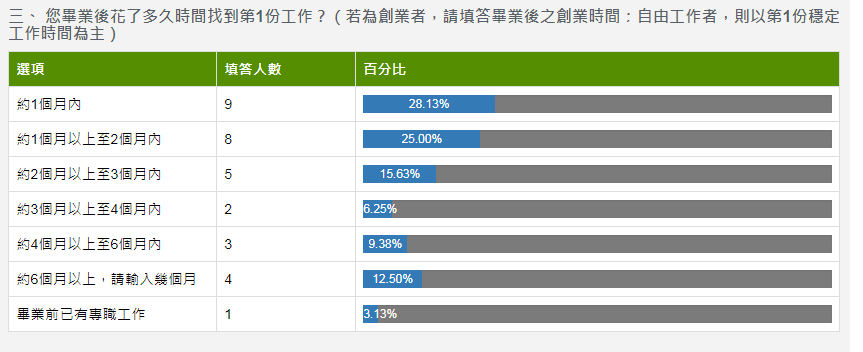 三、 您畢業後花了多久時間找到第1份工作？（若為創業者，請填答畢業後之創業時間：自由工作者，則以第1份穩定
工作時間為主）
選項 填答人數 百分比
約1個月內 9 28.13%
約1個月以上至2個月內 8 25.00%
約2個月以上至3個月內 5 15.63%
約3個月以上至4個月內 2 6.25%
約4個月以上至6個月內 3 9.38%
約6個月以上，請輸入幾個月 4 12.50%
畢業前已有專職工作 1 3.13%